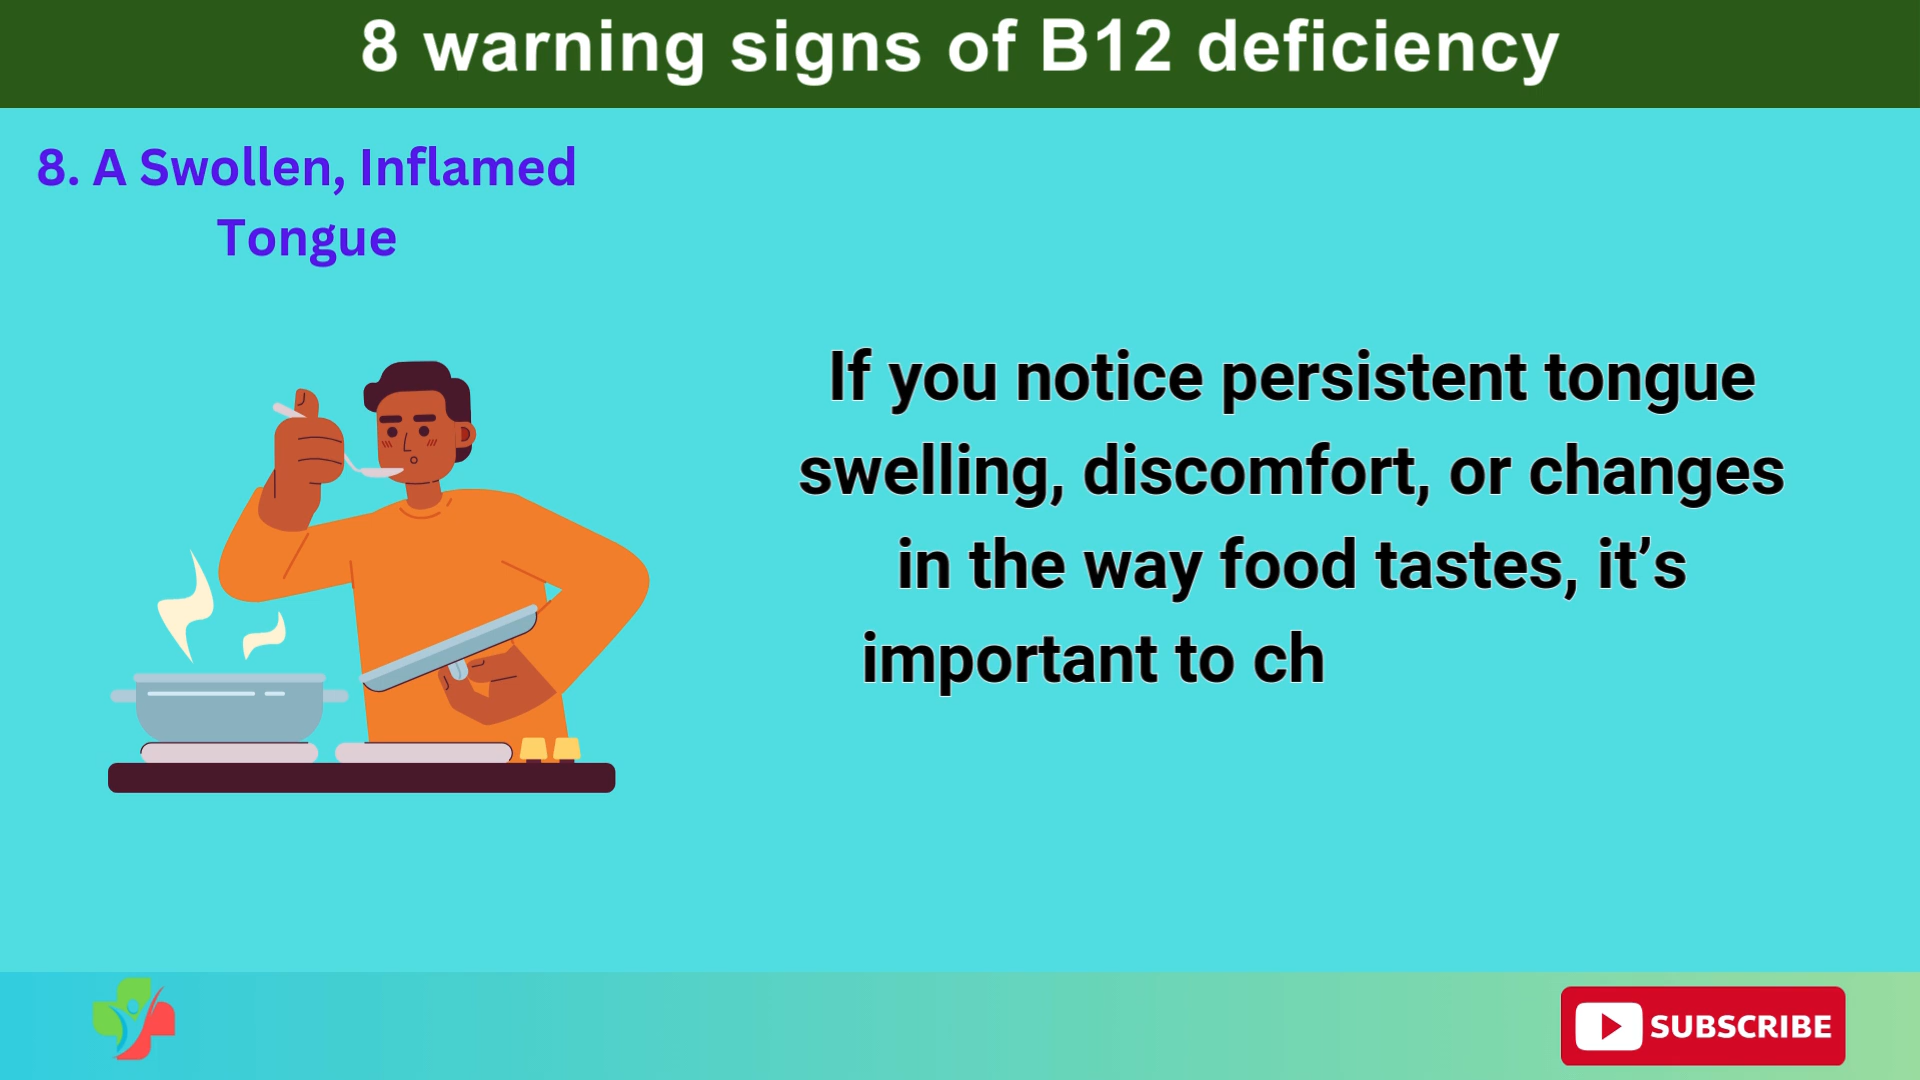 8 warning signs of B12 deficiency
8. A Swollen, Inflamed
Tongue
If you notice persistent tongue
swelling, discomfort, or changes
in the way food tastes, it’s
important to ch
SUBSCRIBE